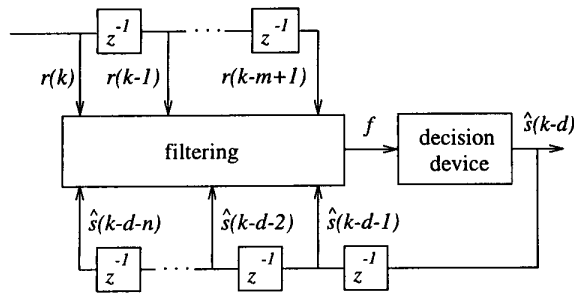 z⁻¹ · · · z⁻¹
r(k) r(k-1) r(k-m+1)
filtering
f
decision
device
ŝ(k-d)
ŝ(k-d-n) ŝ(k-d-2) ŝ(k-d-1)
z⁻¹ · · · z⁻¹ z⁻¹